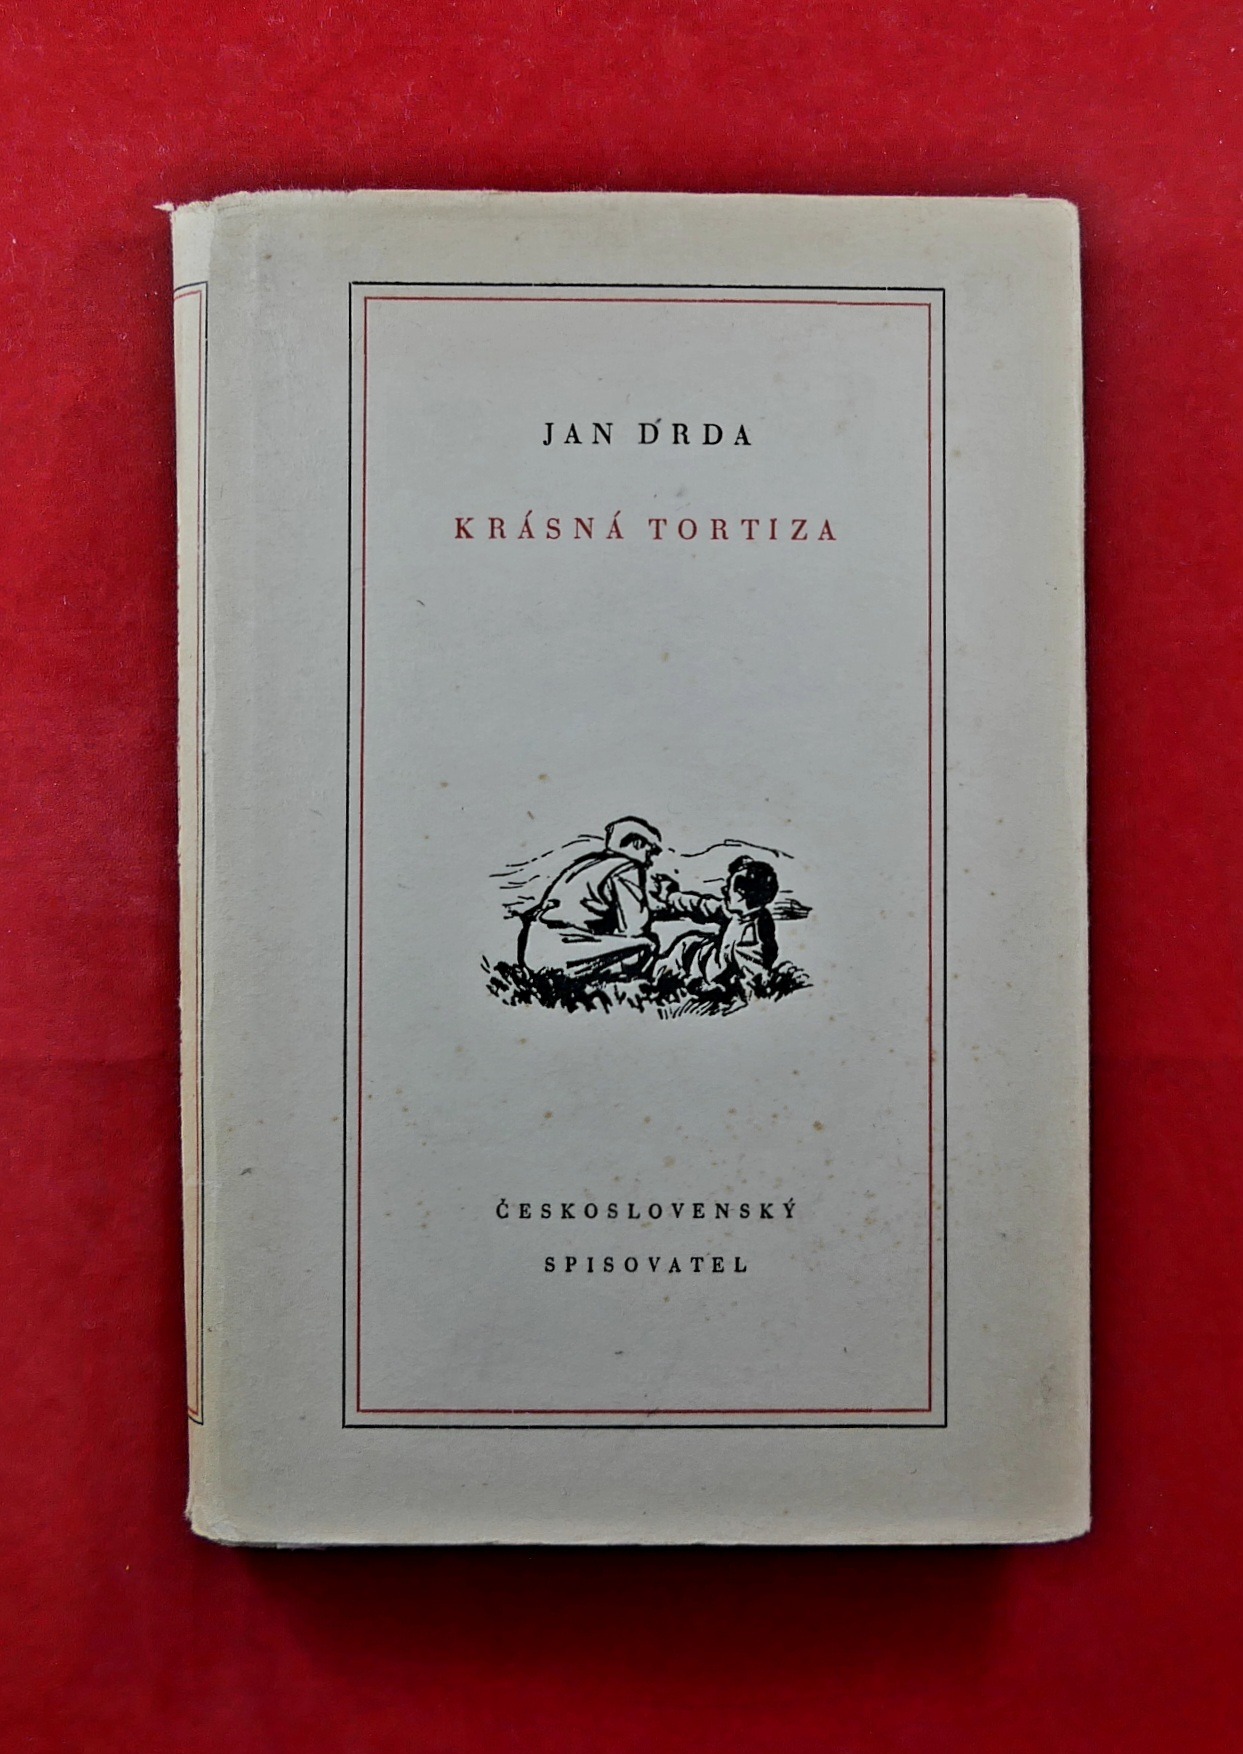 JAN DRDA
KRÁSNÁ TORTIZA
ČESKOSLOVENSKÝ
SPISOVATEL